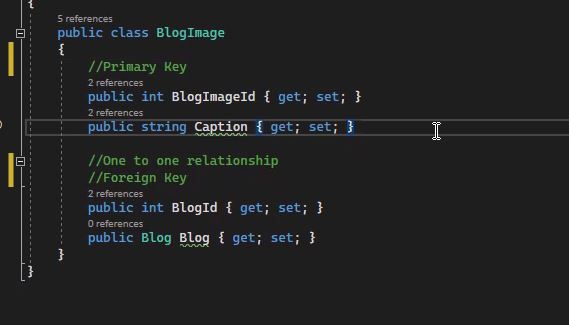 {
5 references
public class BlogImage
{
//Primary Key
2 references
public int BlogImageId { get; set; }
2 references
public string Caption { get; set; }
//One to one relationship
//Foreign Key
2 references
public int BlogId { get; set; }
0 references
public Blog Blog { get; set; }
}
}